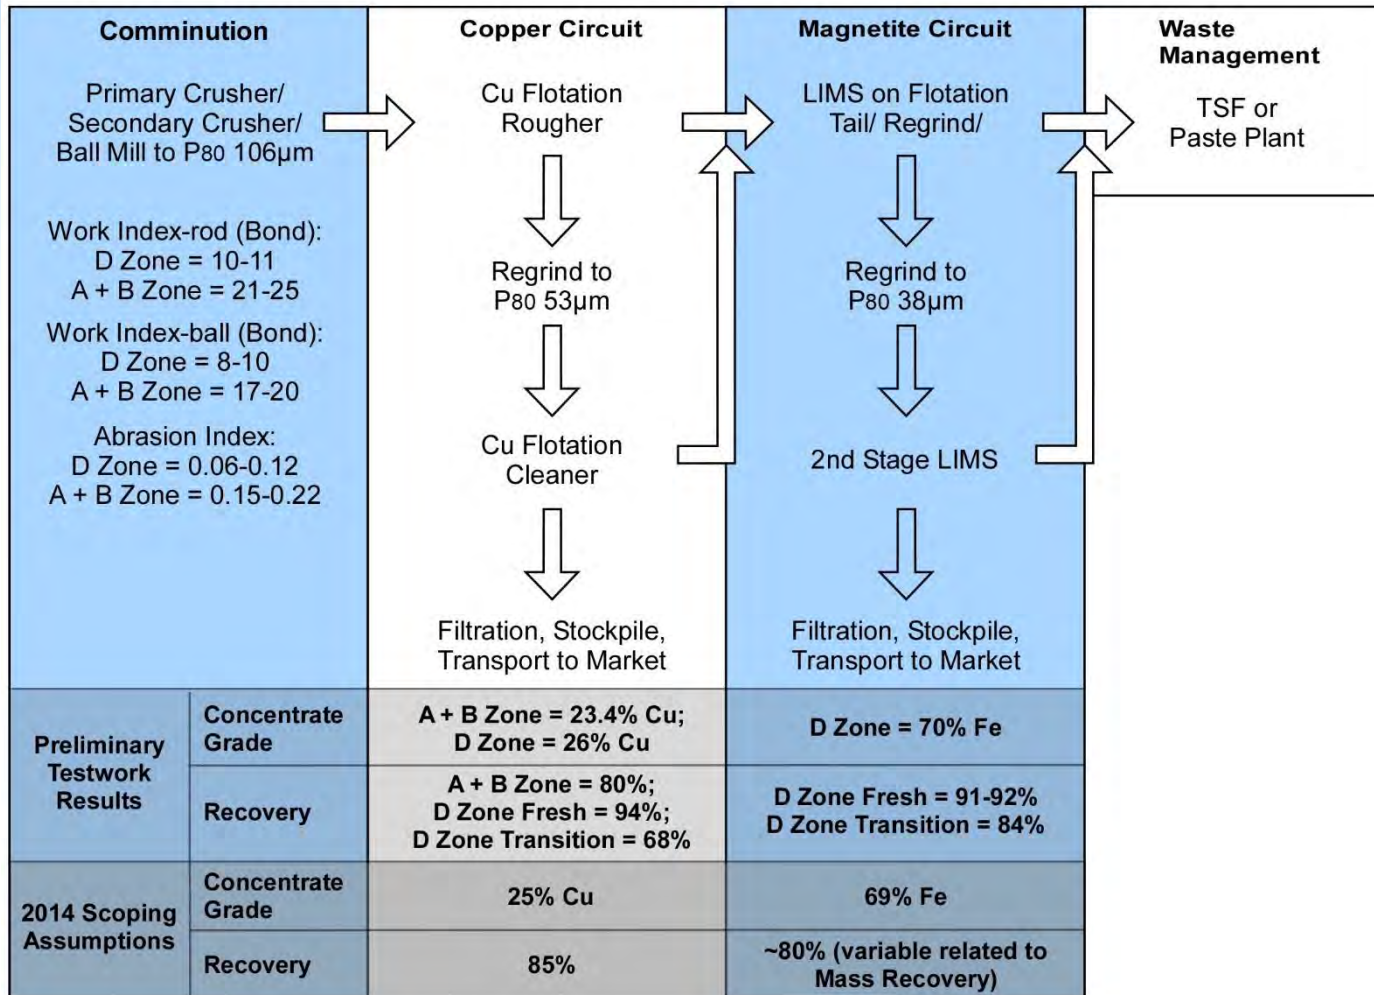 Comminution
Primary Crusher/
Secondary Crusher/
Ball Mill to P80 106µm
Work Index-rod (Bond):
D Zone = 10-11
A + B Zone = 21-25
Work Index-ball (Bond):
D Zone = 8-10
A + B Zone = 17-20
Abrasion Index:
D Zone = 0.06-0.12
A + B Zone = 0.15-0.22
Copper Circuit
Cu Flotation
Rougher
Regrind to
P80 53µm
Cu Flotation
Cleaner
Filtration, Stockpile,
Transport to Market
Magnetite Circuit
LIMS on Flotation
Tail/ Regrind/
Regrind to
P80 38µm
2nd Stage LIMS
Filtration, Stockpile,
Transport to Market
Waste
Management
TSF or
Paste Plant
Preliminary
Testwork
Results
Concentrate
Grade
A + B Zone = 23.4% Cu;
D Zone = 26% Cu
D Zone = 70% Fe
Recovery
A + B Zone = 80%;
D Zone Fresh = 94%;
D Zone Transition = 68%
D Zone Fresh = 91-92%
D Zone Transition = 84%
2014 Scoping
Assumptions
Concentrate
Grade
25% Cu
69% Fe
Recovery
85%
~80% (variable related to
Mass Recovery)